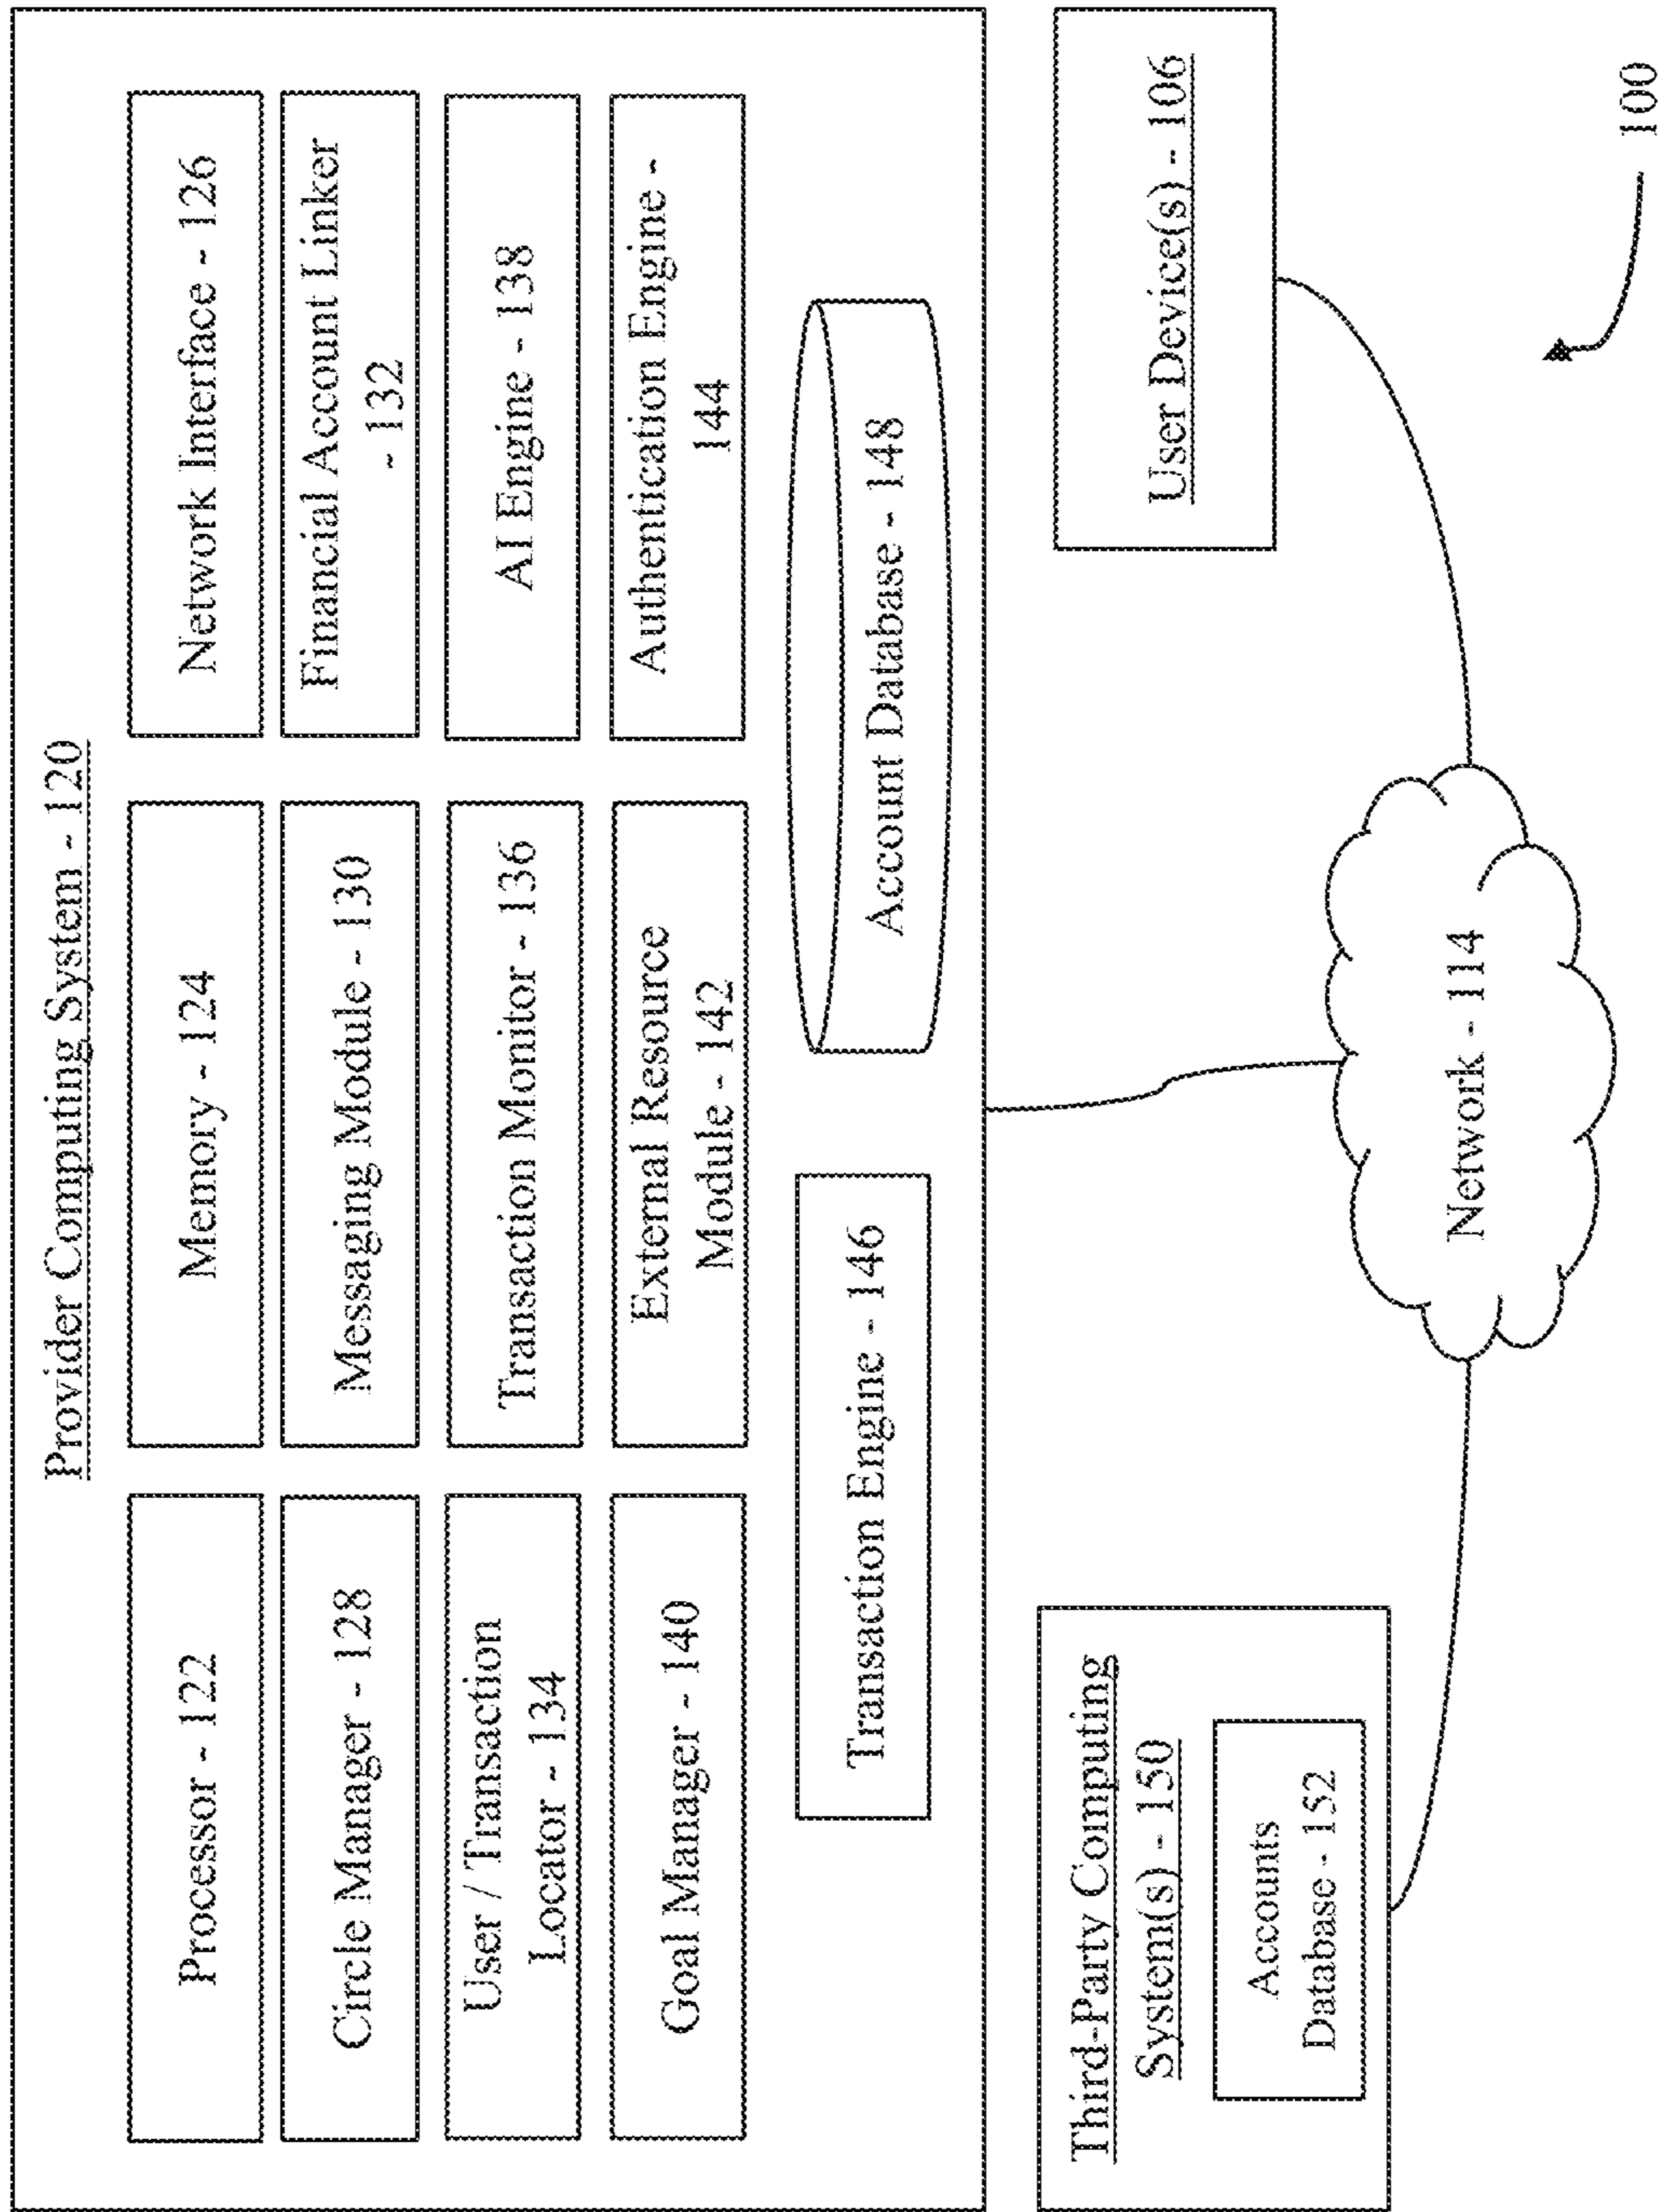 Provider Computing System - 120
Processor - 122
Memory - 124
Network Interface - 126
Circle Manager - 128
Messaging Module - 130
Financial Account Linker
- 132
User / Transaction
Locator - 134
Transaction Monitor - 136
AI Engine - 138
Goal Manager - 140
External Resource
Module - 142
Authentication Engine -
144
Transaction Engine - 146
Account Database - 148
Third-Party Computing
System(s) - 150
Accounts
Database - 152
User Device(s) - 106
Network - 114
100